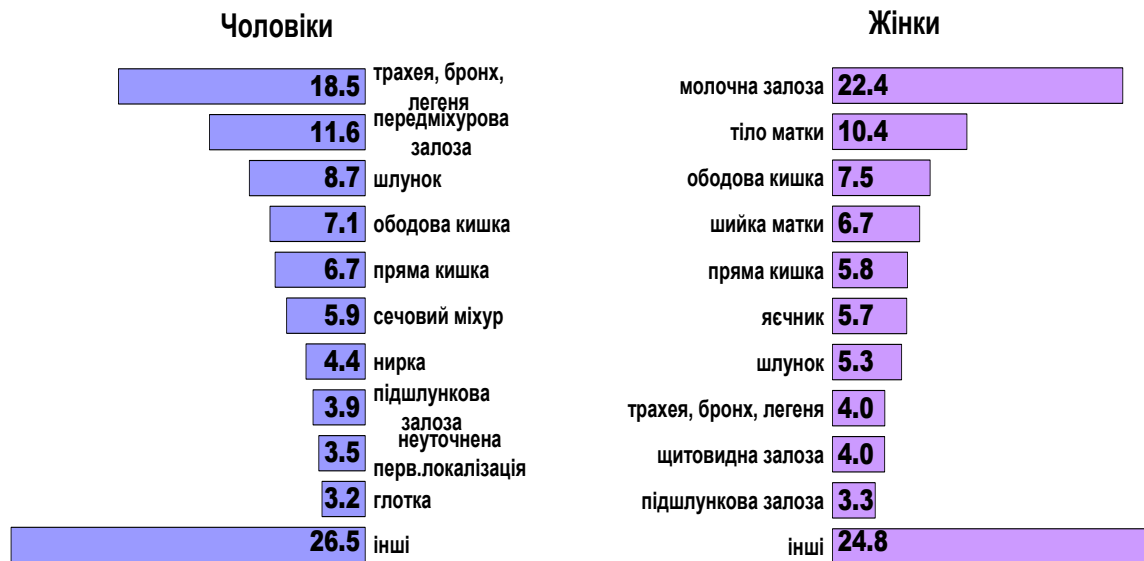 Чоловіки
18.5 трахея, бронх,
легеня
11.6 передміхурова
залоза
8.7 шлунок
7.1 ободова кишка
6.7 пряма кишка
5.9 сечовий міхур
4.4 нирка
3.9 підшлункова
залоза
3.5 неуточнена
перв.локалізація
3.2 глотка
26.5 інші
Жінки
молочна залоза 22.4
тіло матки 10.4
ободова кишка 7.5
шийка матки 6.7
пряма кишка 5.8
яєчник 5.7
шлунок 5.3
трахея, бронх, легеня 4.0
щитовидна залоза 4.0
підшлункова залоза 3.3
інші 24.8